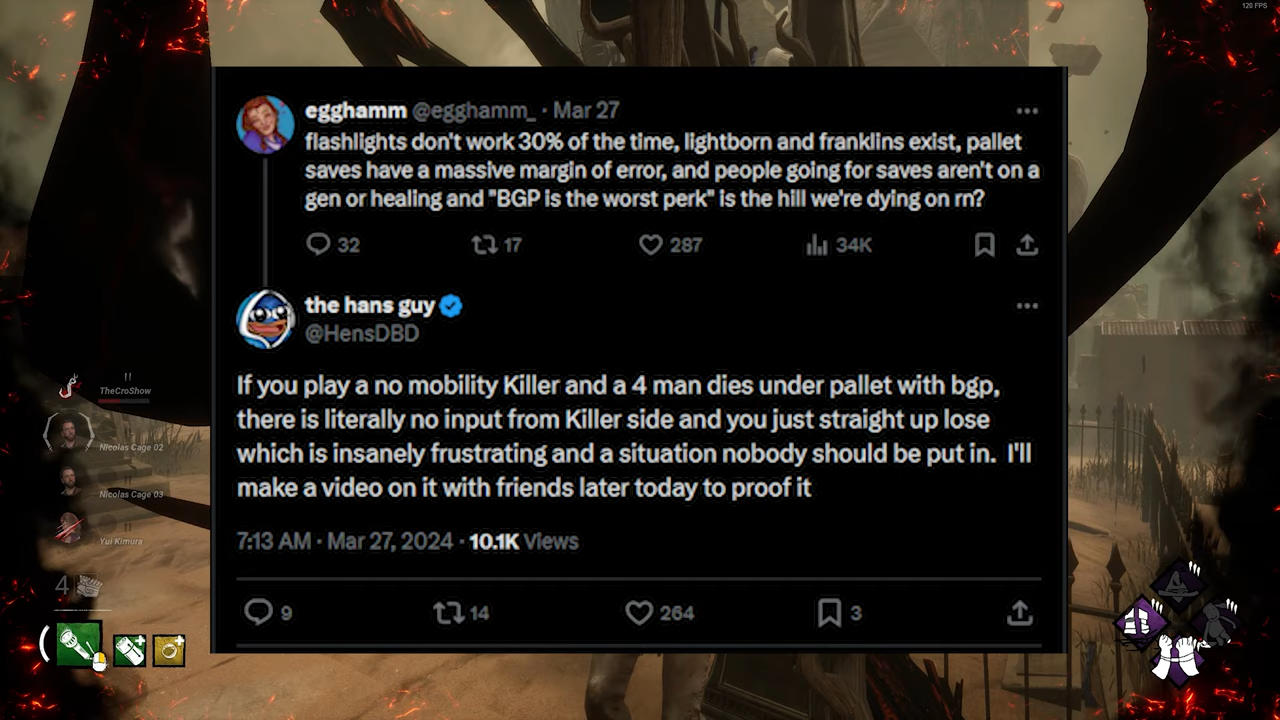 120 FPS
egghamm @egghamm_ · Mar 27
flashlights don't work 30% of the time, lightborn and franklins exist, pallet
saves have a massive margin of error, and people going for saves aren't on a
gen or healing and "BGP is the worst perk" is the hill we're dying on rn?
32 17 287 34K
the hans guy
@HensDBD
If you play a no mobility Killer and a 4 man dies under pallet with bgp,
there is literally no input from Killer side and you just straight up lose
which is insanely frustrating and a situation nobody should be put in. I'll
make a video on it with friends later today to proof it
7:13 AM · Mar 27, 2024 · 10.1K Views
9 14 264 3
TheCroShow
Nicolas Cage 02
Nicolas Cage 03
Yui Kimura
4